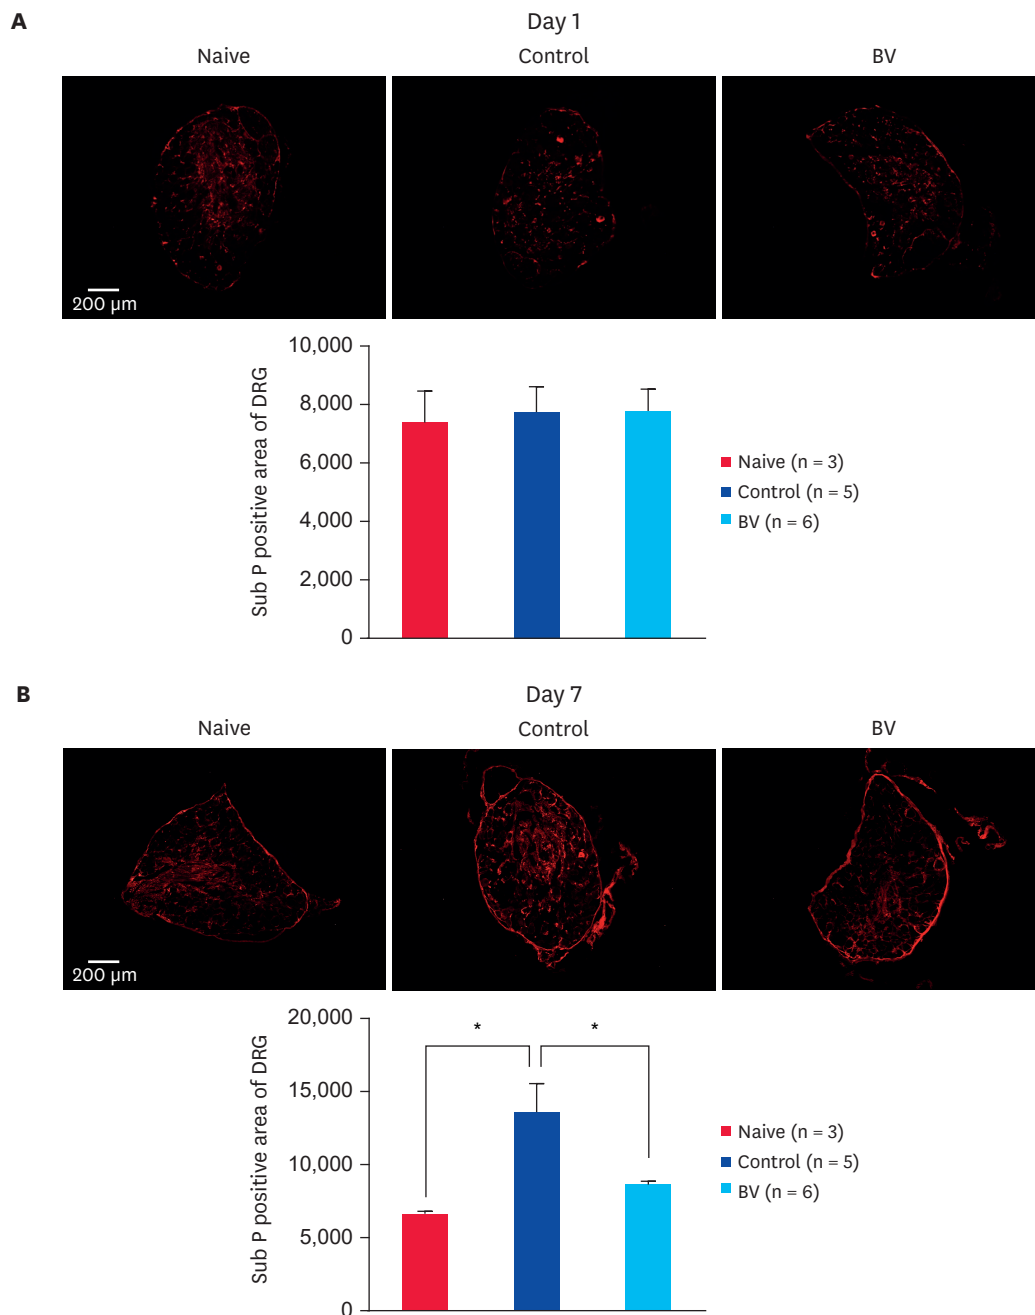 A
Day 1
Naive
Control
BV
200 µm
Sub P positive area of DRG
10,000
8,000
6,000
4,000
2,000
0
Naive (n = 3)
Control (n = 5)
BV (n = 6)
B
Day 7
Naive
Control
BV
200 µm
Sub P positive area of DRG
20,000
15,000
10,000
5,000
0
*
*
Naive (n = 3)
Control (n = 5)
BV (n = 6)